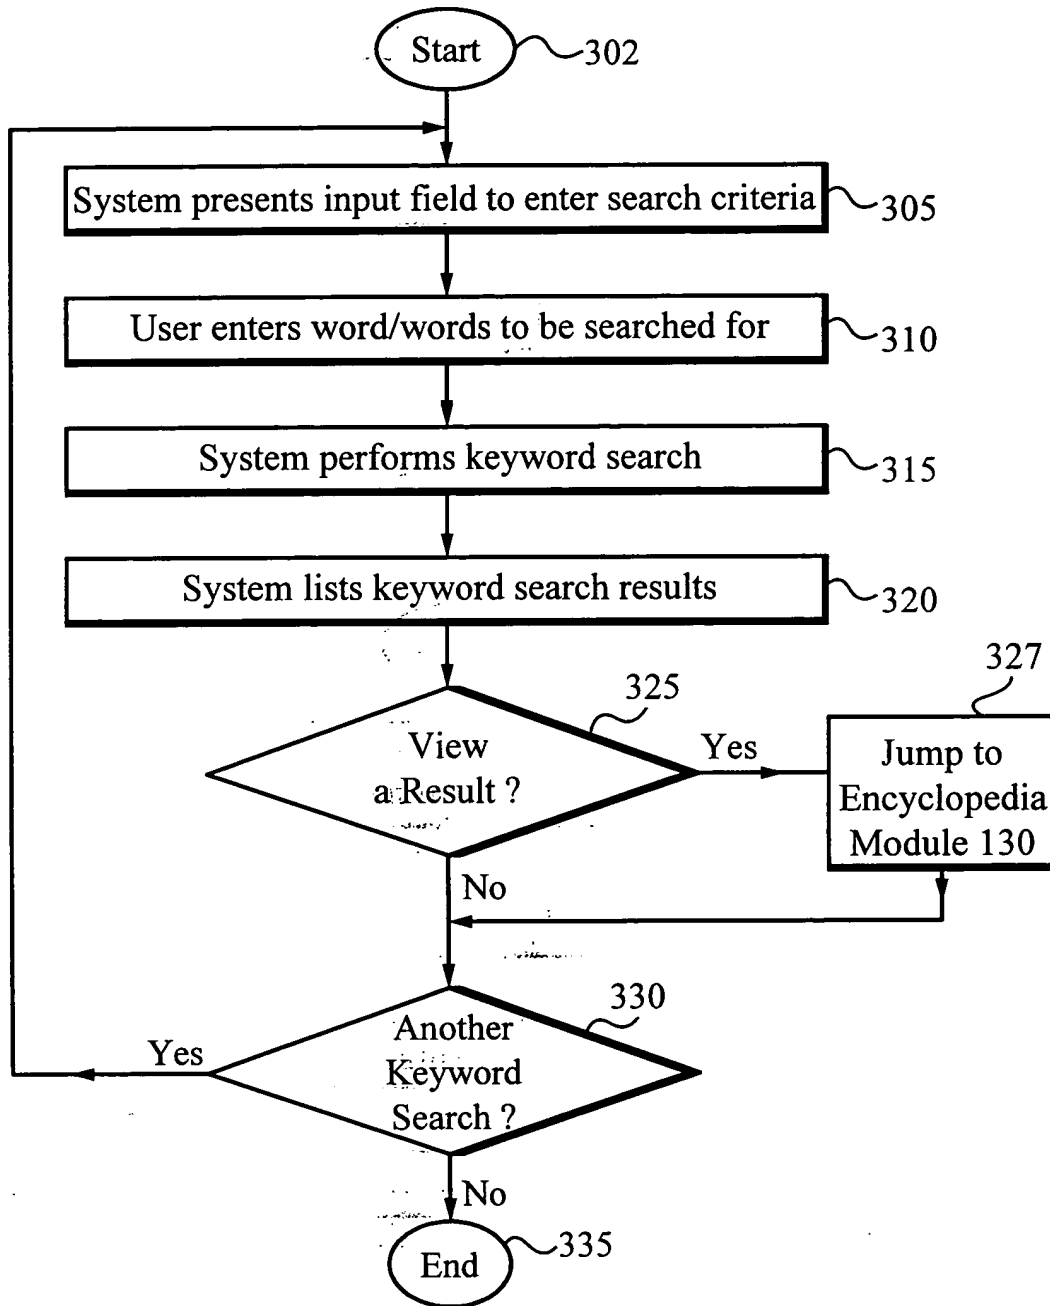 Start
302
System presents input field to enter search criteria
305
User enters word/words to be searched for
310
System performs keyword search
315
System lists keyword search results
320
325
327
View
a Result ?
Yes
Jump to
Encyclopedia
Module 130
No
330
Another
Keyword
Search ?
Yes
No
335
End